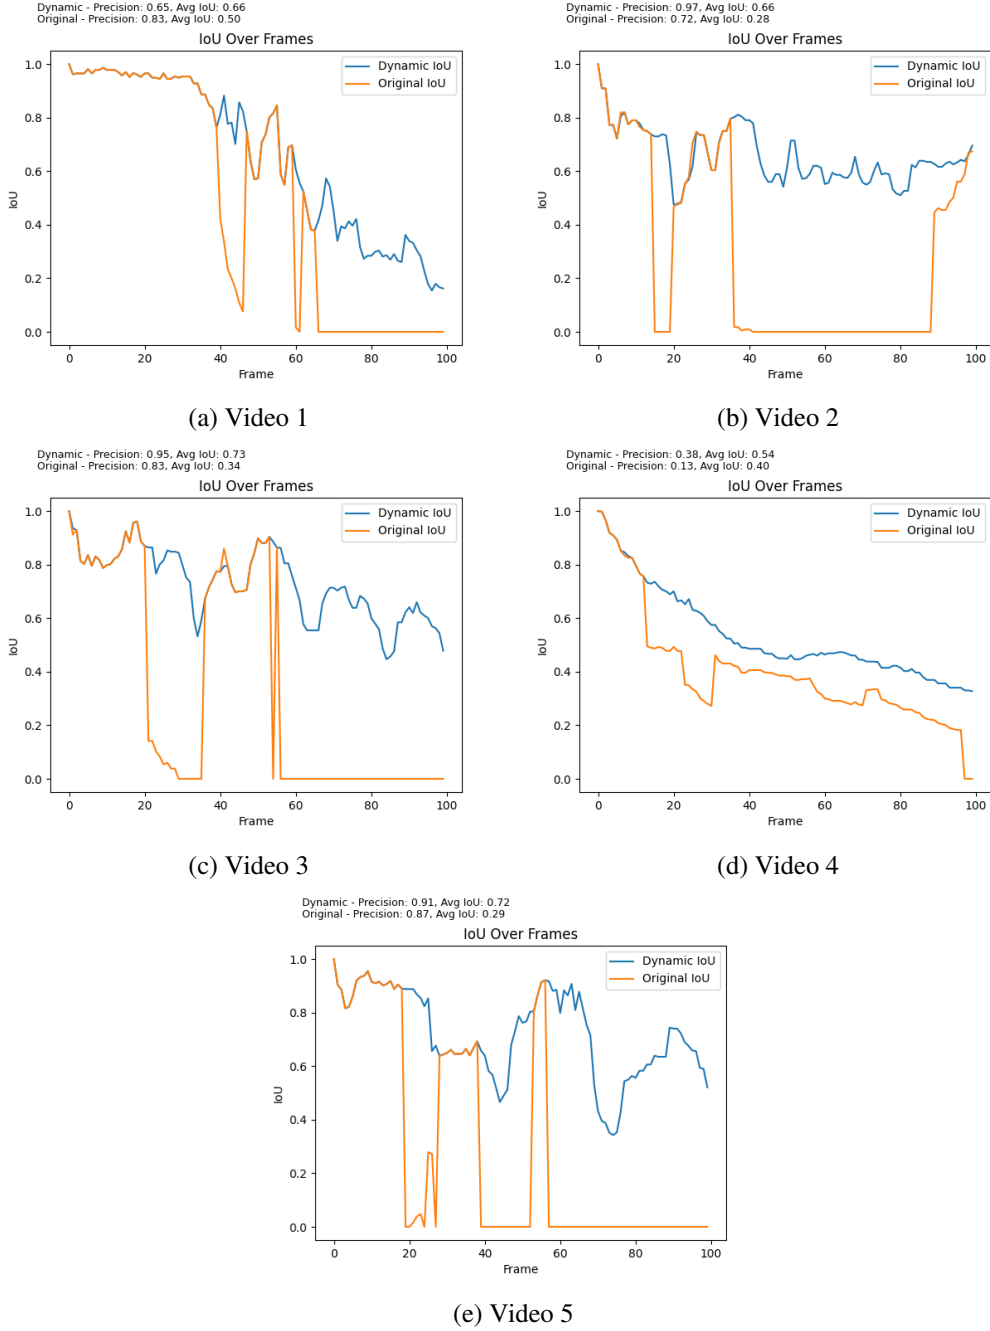 Dynamic - Precision: 0.65, Avg IoU: 0.66
Original - Precision: 0.83, Avg IoU: 0.50
IoU Over Frames
Dynamic IoU
Original IoU
1.0
0.8
0.6
0.4
0.2
0.0
IoU
0 20 40 60 80 100
Frame
(a) Video 1
Dynamic - Precision: 0.97, Avg IoU: 0.66
Original - Precision: 0.72, Avg IoU: 0.28
IoU Over Frames
Dynamic IoU
Original IoU
1.0
0.8
0.6
0.4
0.2
0.0
IoU
0 20 40 60 80 100
Frame
(b) Video 2
Dynamic - Precision: 0.95, Avg IoU: 0.73
Original - Precision: 0.83, Avg IoU: 0.34
IoU Over Frames
Dynamic IoU
Original IoU
1.0
0.8
0.6
0.4
0.2
0.0
IoU
0 20 40 60 80 100
Frame
(c) Video 3
Dynamic - Precision: 0.38, Avg IoU: 0.54
Original - Precision: 0.13, Avg IoU: 0.40
IoU Over Frames
Dynamic IoU
Original IoU
1.0
0.8
0.6
0.4
0.2
0.0
IoU
0 20 40 60 80 100
Frame
(d) Video 4
Dynamic - Precision: 0.91, Avg IoU: 0.72
Original - Precision: 0.87, Avg IoU: 0.29
IoU Over Frames
Dynamic IoU
Original IoU
1.0
0.8
0.6
0.4
0.2
0.0
IoU
0 20 40 60 80 100
Frame
(e) Video 5